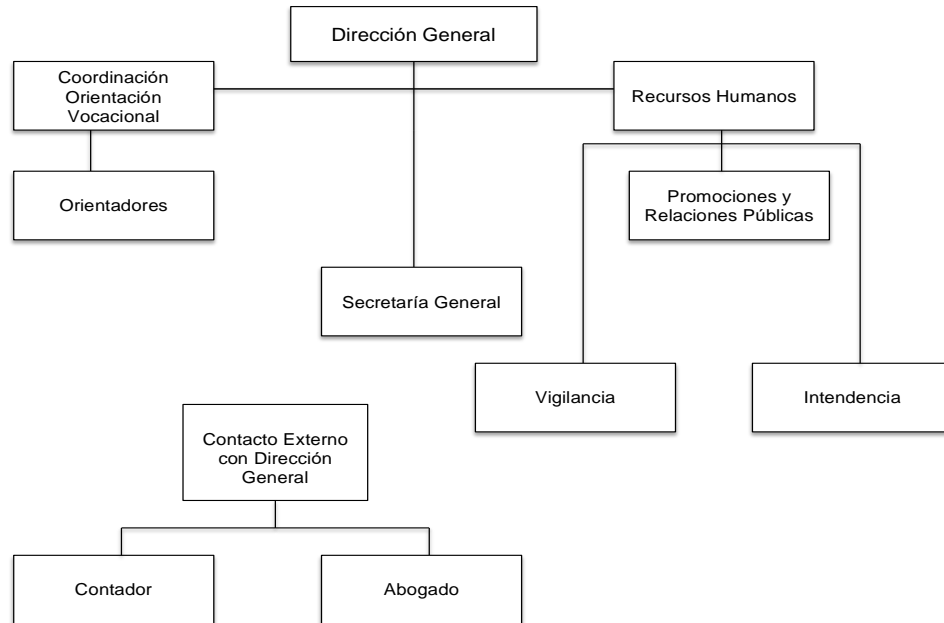 Dirección General
Coordinación
Orientación
Vocacional
Recursos Humanos
Orientadores
Promociones y
Relaciones Públicas
Secretaría General
Vigilancia
Intendencia
Contacto Externo
con Dirección
General
Contador
Abogado